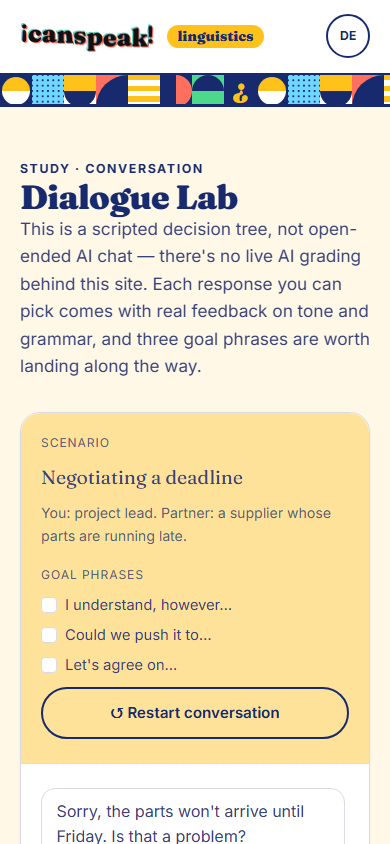 ¡canspeak!
linguistics
DE
STUDY · CONVERSATION
Dialogue Lab
This is a scripted decision tree, not open-
ended AI chat — there's no live AI grading
behind this site. Each response you can
pick comes with real feedback on tone and
grammar, and three goal phrases are worth
landing along the way.
SCENARIO
Negotiating a deadline
You: project lead. Partner: a supplier whose
parts are running late.
GOAL PHRASES
I understand, however...
Could we push it to...
Let's agree on...
↺ Restart conversation
Sorry, the parts won't arrive until
Friday. Is that a problem?